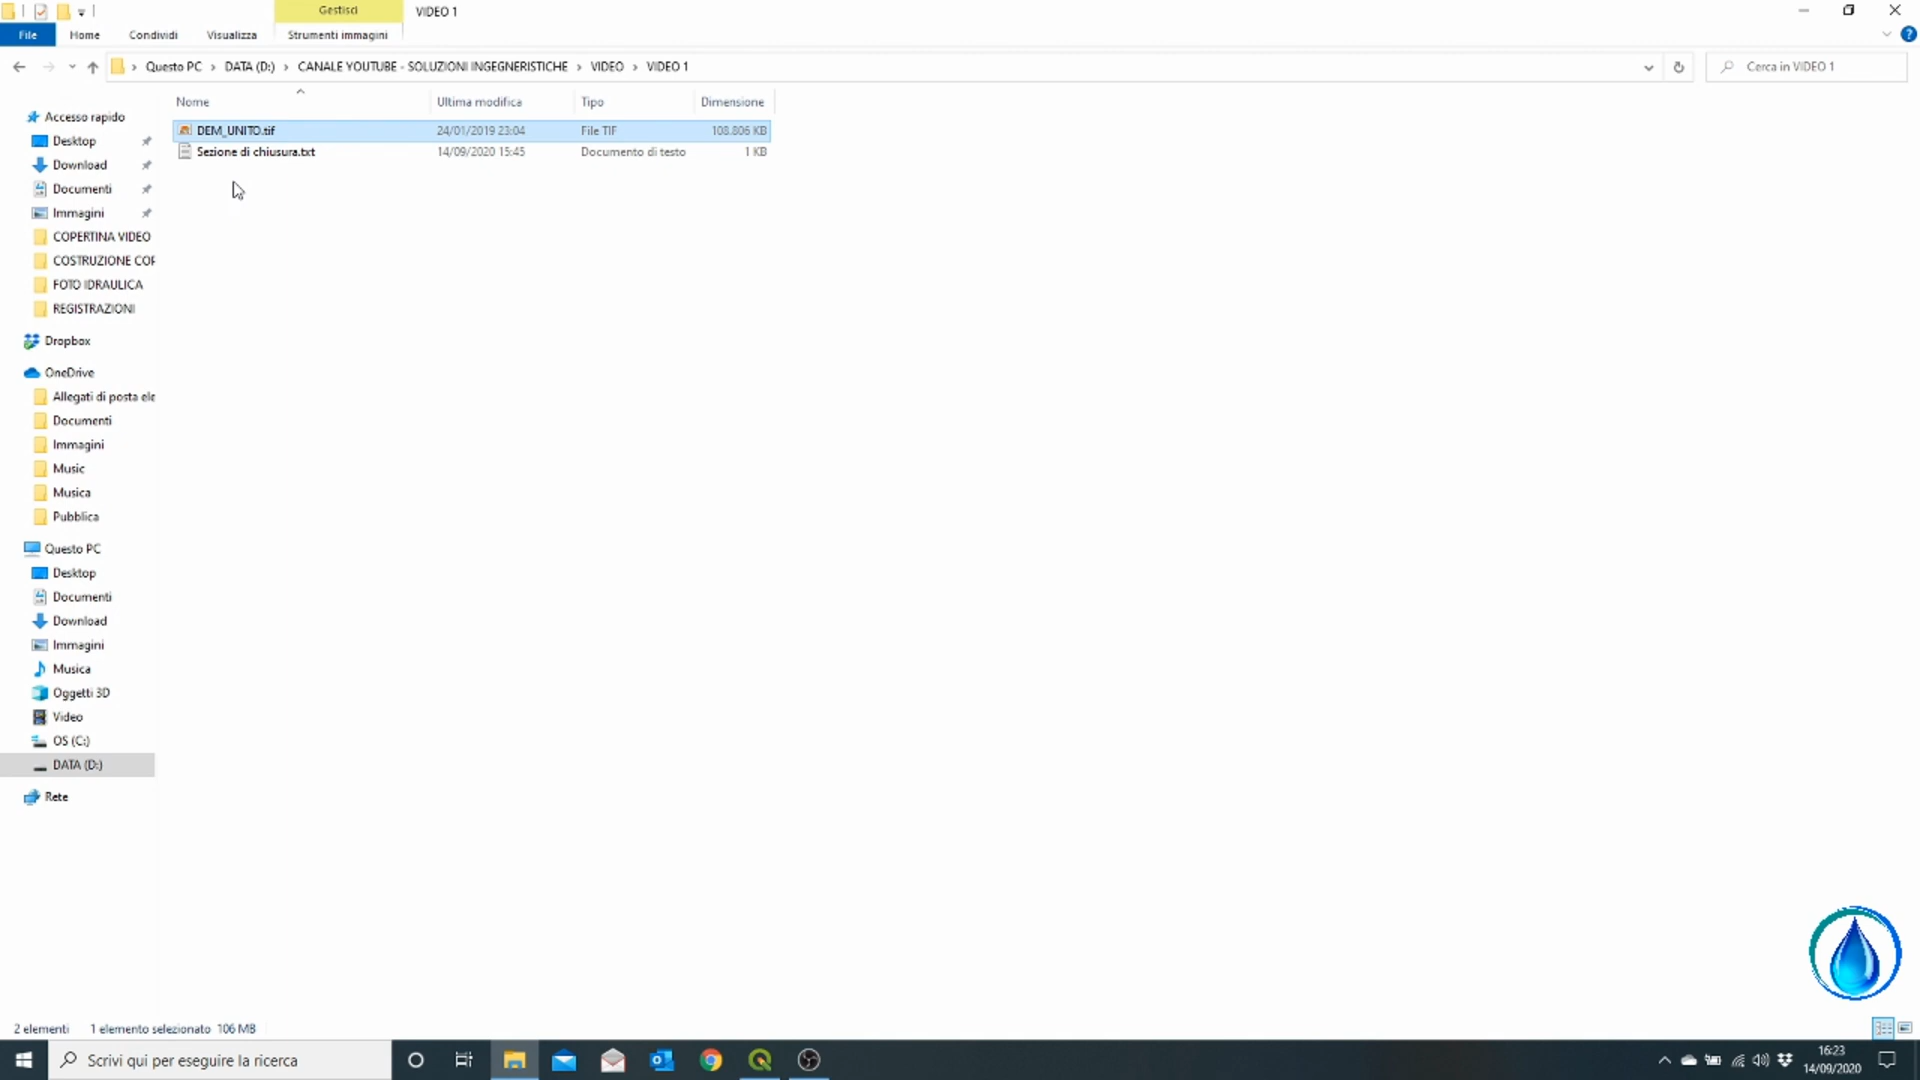 Gestisci VIDEO 1
File Home Condividi Visualizza Strumenti immagini
Questo PC › DATA (D:) › CANALE YOUTUBE - SOLUZIONI INGEGNERISTICHE › VIDEO › VIDEO 1 Cerca in VIDEO 1
Nome Ultima modifica Tipo Dimensione
DEM_UNITO.tif 24/01/2019 23:04 File TIF 108.806 KB
Sezione di chiusura.txt 14/09/2020 15:45 Documento di testo 1 KB
Accesso rapido
Desktop
Download
Documenti
Immagini
COPERTINA VIDEO
COSTRUZIONE COP
FOTO IDRAULICA
REGISTRAZIONI
Dropbox
OneDrive
Allegati di posta ele
Documenti
Immagini
Music
Musica
Pubblica
Questo PC
Desktop
Documenti
Download
Immagini
Musica
Oggetti 3D
Video
OS (C:)
DATA (D:)
Rete
2 elementi 1 elemento selezionato 106 MB
Scrivi qui per eseguire la ricerca
16:23
14/09/2020